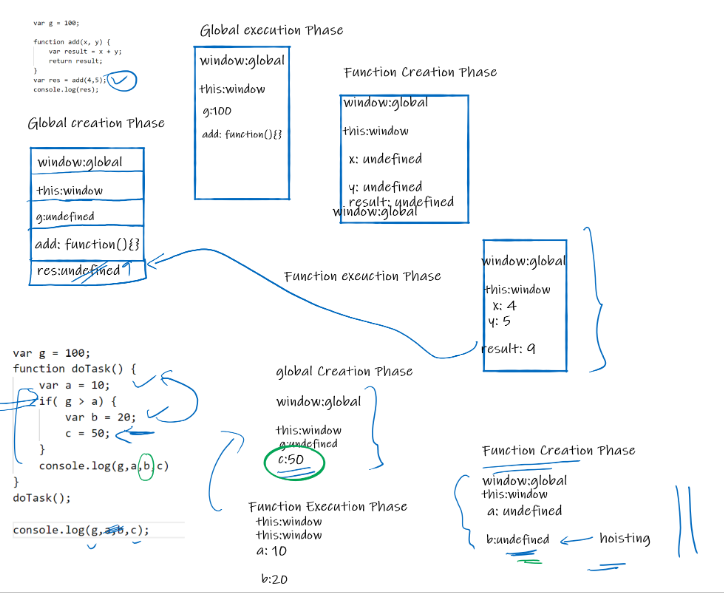 var g = 100;
function add(x, y) {
var result = x + y;
return result;
}
var res = add(4,5);
console.log(res);
Global creation Phase
window:global
this:window
g:undefined
add: function(){}
res:undefined 9
Global execution Phase
window:global
this:window
g:100
add: function(){}
Function Creation Phase
window:global
this:window
x: undefined
y: undefined
result: undefined
window:global
Function exeuction Phase
window:global
this:window
x: 4
y: 5
result: 9
var g = 100;
function doTask() {
var a = 10;
if( g > a) {
var b = 20;
c = 50;
}
console.log(g,a,b,c)
}
doTask();
console.log(g,a,b,c);
global Creation Phase
window:global
this:window
g:undefined
c:50
Function Execution Phase
this:window
this:window
a: 10
b:20
Function Creation Phase
window:global
this:window
a: undefined
b:undefined
hoisting